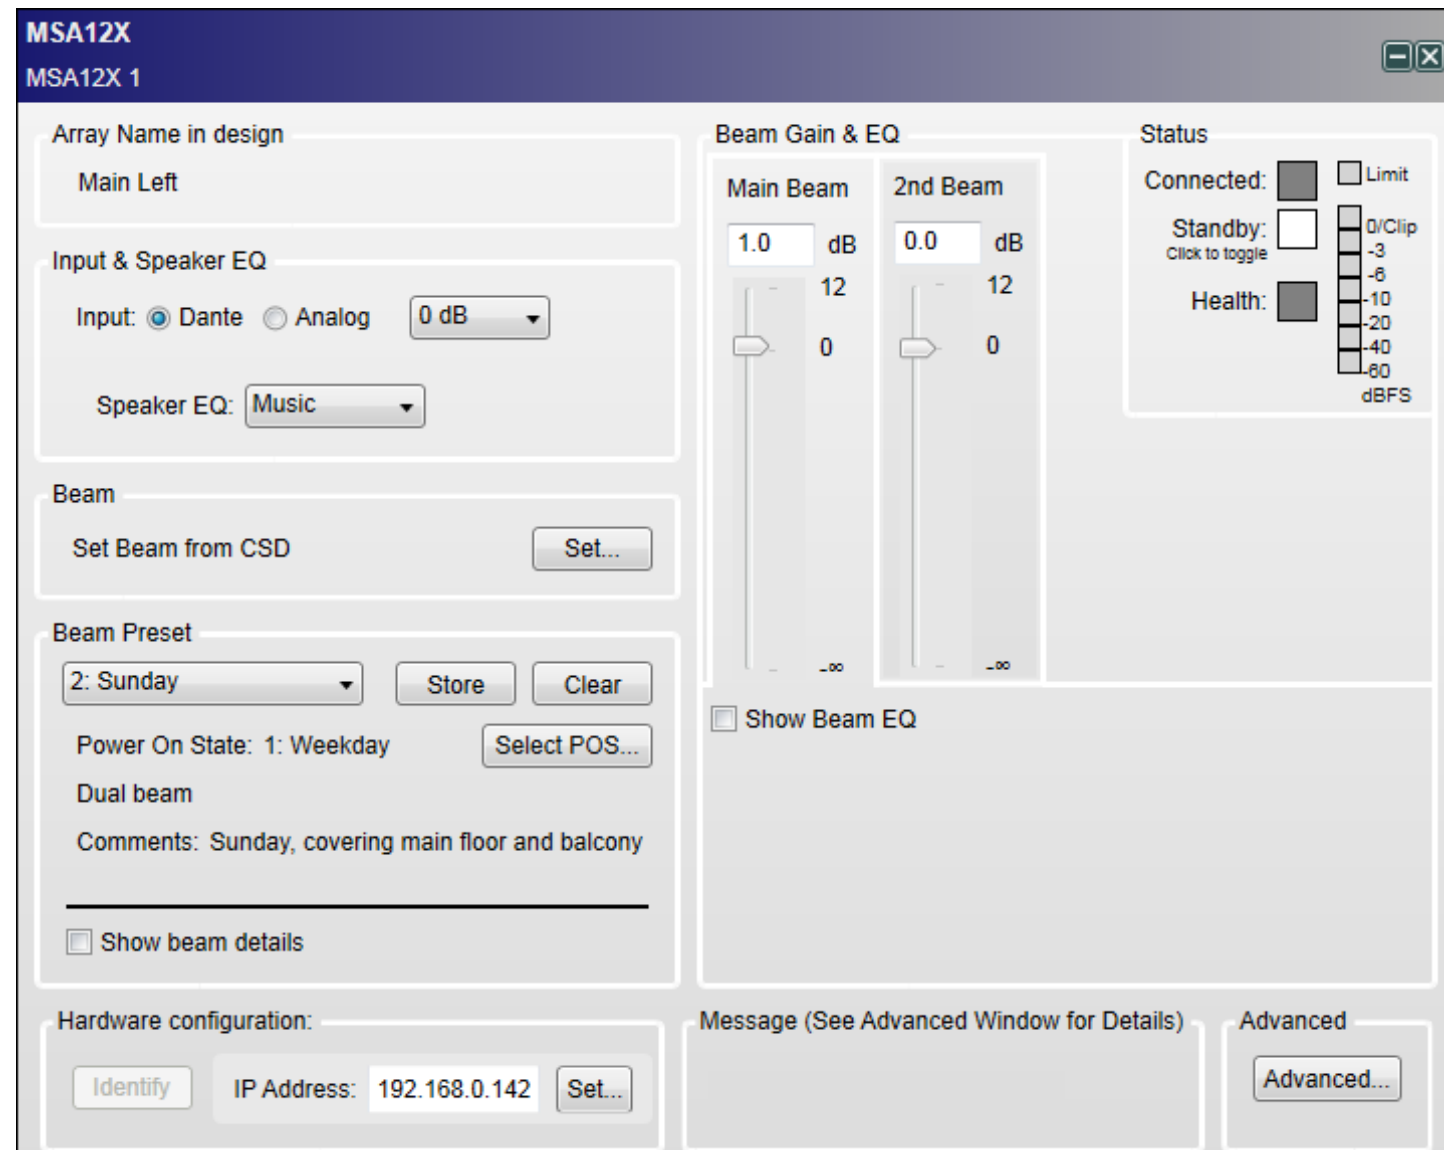 MSA12X
MSA12X 1
Array Name in design
Main Left
Input & Speaker EQ
Input: Dante Analog 0 dB
Speaker EQ: Music
Beam
Set Beam from CSD Set...
Beam Preset
2: Sunday Store Clear
Power On State: 1: Weekday Select POS...
Dual beam
Comments: Sunday, covering main floor and balcony
Show beam details
Hardware configuration:
Identify IP Address: 192.168.0.142 Set...
Beam Gain & EQ
Main Beam 2nd Beam
1.0 dB 0.0 dB
12 12
0 0
-∞ -∞
Show Beam EQ
Status
Connected: Limit
Standby:
Click to toggle
Health:
0/Clip
-3
-6
-10
-20
-40
-60
dBFS
Message (See Advanced Window for Details)
Advanced
Advanced...